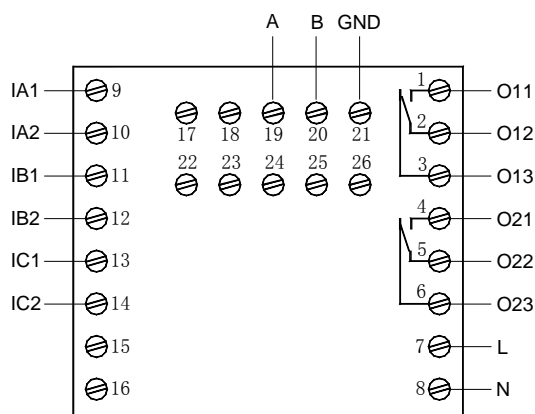 A B GND
IA1 9 1 O11
17 18 19 20 21
IA2 10 2 O12
22 23 24 25 26
IB1 11 3 O13
IB2 12 4 O21
IC1 13 5 O22
IC2 14 6 O23
15 7 L
16 8 N